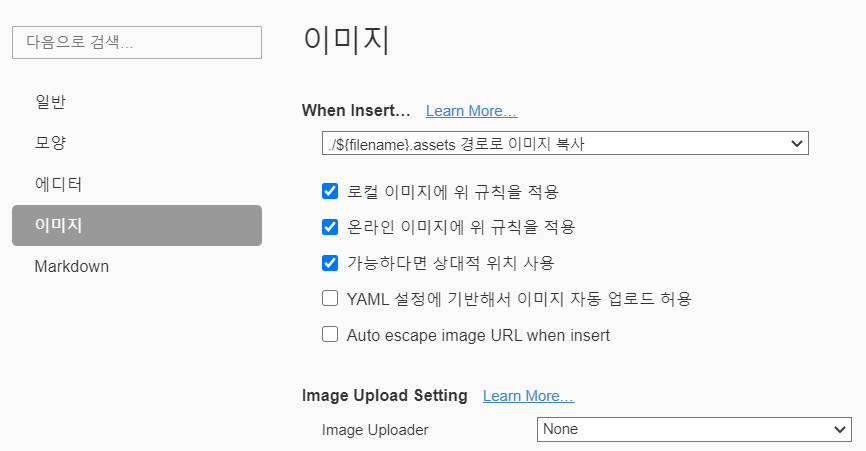 다음으로 검색...
일반
모양
에디터
이미지
Markdown
이미지
When Insert... Learn More...
./${filename}.assets 경로로 이미지 복사
로컬 이미지에 위 규칙을 적용
온라인 이미지에 위 규칙을 적용
가능하다면 상대적 위치 사용
YAML 설정에 기반해서 이미지 자동 업로드 허용
Auto escape image URL when insert
Image Upload Setting Learn More...
Image Uploader None